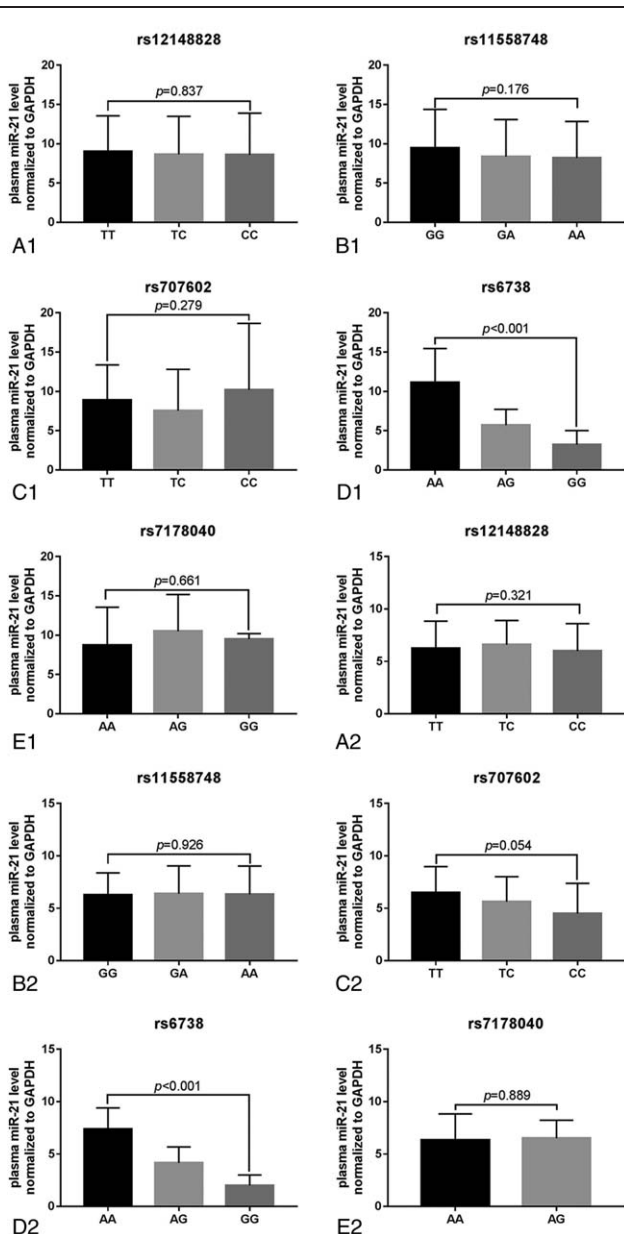 rs12148828
plasma miR-21 level
normalized to GAPDH
20
15
10
5
0
p=0.837
TT TC CC
A1
rs11558748
plasma miR-21 level
normalized to GAPDH
20
15
10
5
0
p=0.176
GG GA AA
B1
rs707602
plasma miR-21 level
normalized to GAPDH
20
15
10
5
0
p=0.279
TT TC CC
C1
rs6738
plasma miR-21 level
normalized to GAPDH
20
15
10
5
0
p<0.001
AA AG GG
D1
rs7178040
plasma miR-21 level
normalized to GAPDH
20
15
10
5
0
p=0.661
AA AG GG
E1
rs12148828
plasma miR-21 level
normalized to GAPDH
15
10
5
0
p=0.321
TT TC CC
A2
rs11558748
plasma miR-21 level
normalized to GAPDH
15
10
5
0
p=0.926
GG GA AA
B2
rs707602
plasma miR-21 level
normalized to GAPDH
15
10
5
0
p=0.054
TT TC CC
C2
rs6738
plasma miR-21 level
normalized to GAPDH
15
10
5
0
p<0.001
AA AG GG
D2
rs7178040
plasma miR-21 level
normalized to GAPDH
15
10
5
0
p=0.889
AA AG
E2